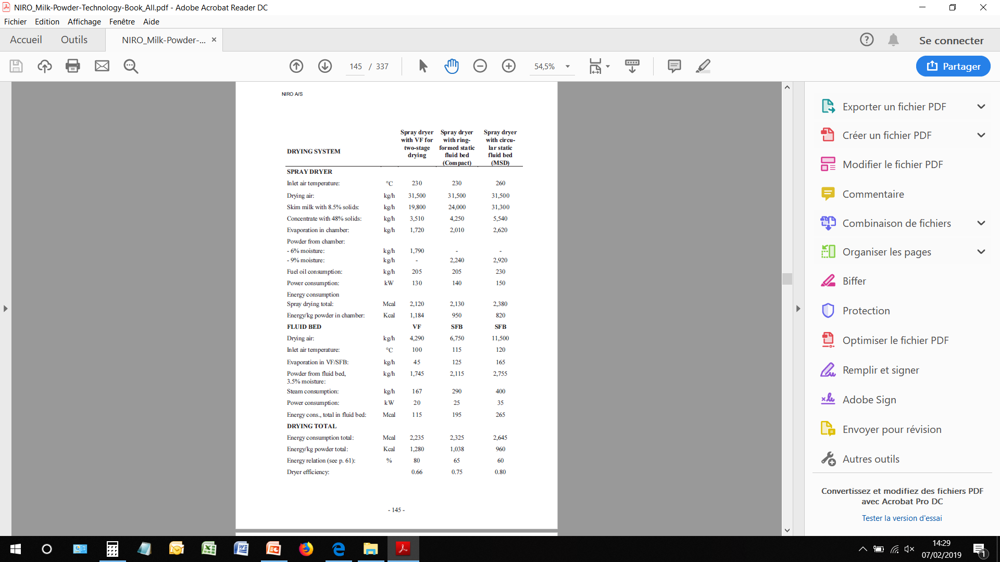 NIRO_Milk-Powder-Technology-Book_All.pdf - Adobe Acrobat Reader DC
Fichier Edition Affichage Fenêtre Aide
Accueil Outils NIRO_Milk-Powder-... × Se connecter
145 / 337 54,5% Partager
NIRO A/S
DRYING SYSTEM
Spray dryer with VF for two-stage drying
Spray dryer with ring-formed static fluid bed (Compact)
Spray dryer with circu-lar static fluid bed (MSD)
SPRAY DRYER
Inlet air temperature: °C 230 230 260
Drying air: kg/h 31,500 31,500 31,500
Skim milk with 8.5% solids: kg/h 19,800 24,000 31,300
Concentrate with 48% solids: kg/h 3,510 4,250 5,540
Evaporation in chamber: kg/h 1,720 2,010 2,620
Powder from chamber:
- 6% moisture: kg/h 1,790 - -
- 9% moisture: kg/h - 2,240 2,920
Fuel oil consumption: kg/h 205 205 230
Power consumption: kW 130 140 150
Energy consumption
Spray drying total: Mcal 2,120 2,130 2,380
Energy/kg powder in chamber: Kcal 1,184 950 820
FLUID BED VF SFB SFB
Drying air: kg/h 4,290 6,750 11,500
Inlet air temperature: °C 100 115 120
Evaporation in VF/SFB: kg/h 45 125 165
Powder from fluid bed, kg/h 1,745 2,115 2,755
3.5% moisture:
Steam consumption: kg/h 167 290 400
Power consumption: kW 20 25 35
Energy cons., total in fluid bed: Mcal 115 195 265
DRYING TOTAL
Energy consumption total: Mcal 2,235 2,325 2,645
Energy/kg powder total: Kcal 1,280 1,038 960
Energy relation (see p. 61): % 80 65 60
Dryer efficiency: 0.66 0.75 0.80
- 145 -
Exporter un fichier PDF
Créer un fichier PDF
Modifier le fichier PDF
Commentaire
Combinaison de fichiers
Organiser les pages
Biffer
Protection
Optimiser le fichier PDF
Remplir et signer
Adobe Sign
Envoyer pour révision
Autres outils
Convertissez et modifiez des fichiers PDF
avec Acrobat Pro DC
Tester la version d'essai
14:29
07/02/2019
1